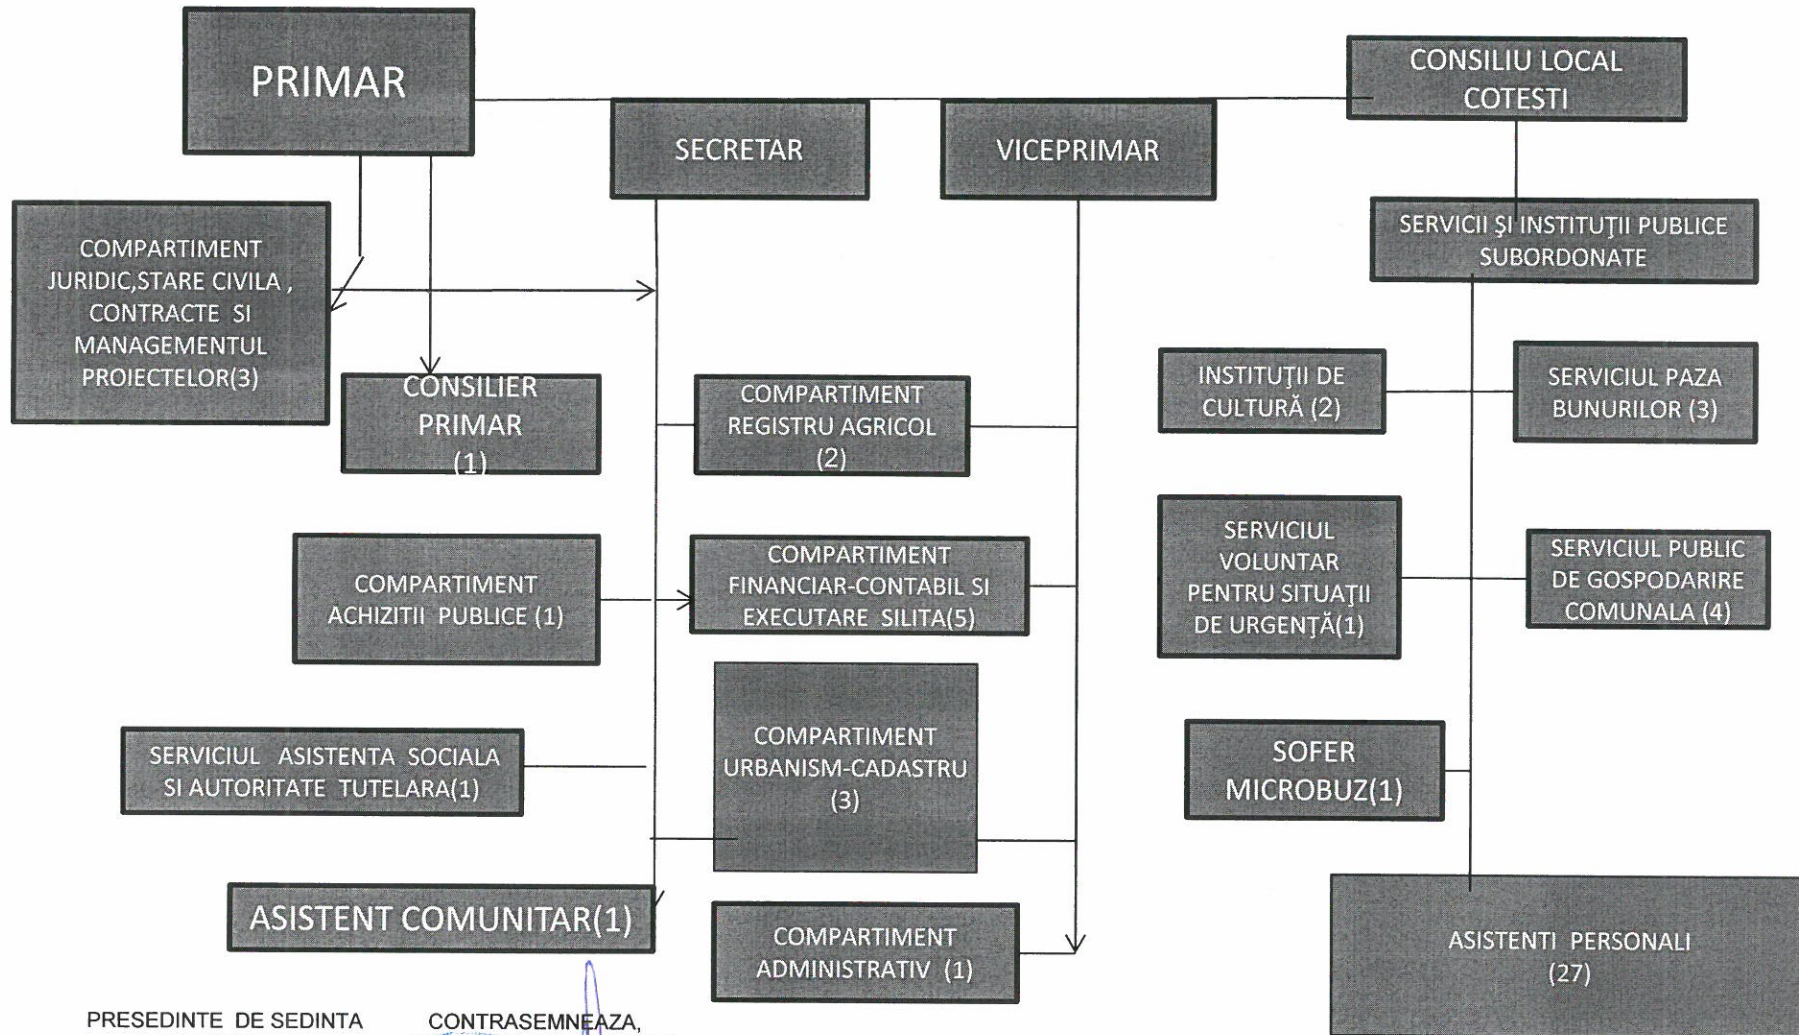 PRIMAR
CONSILIU LOCAL
COTESTI
SECRETAR
VICEPRIMAR
COMPARTIMENT
JURIDIC,STARE CIVILA ,
CONTRACTE SI
MANAGEMENTUL
PROIECTELOR(3)
SERVICII ŞI INSTITUŢII PUBLICE
SUBORDONATE
CONSILIER
PRIMAR
(1)
COMPARTIMENT
REGISTRU AGRICOL
(2)
INSTITUŢII DE
CULTURĂ (2)
SERVICIUL PAZA
BUNURILOR (3)
COMPARTIMENT
ACHIZITII PUBLICE (1)
COMPARTIMENT
FINANCIAR-CONTABIL SI
EXECUTARE SILITA(5)
SERVICIUL
VOLUNTAR
PENTRU SITUAŢII
DE URGENŢĂ(1)
SERVICIUL PUBLIC
DE GOSPODARIRE
COMUNALA (4)
SERVICIUL ASISTENTA SOCIALA
SI AUTORITATE TUTELARA(1)
COMPARTIMENT
URBANISM-CADASTRU
(3)
SOFER
MICROBUZ(1)
ASISTENT COMUNITAR(1)
COMPARTIMENT
ADMINISTRATIV (1)
ASISTENTI PERSONALI
(27)
PRESEDINTE DE SEDINTA CONTRASEMNEAZA,